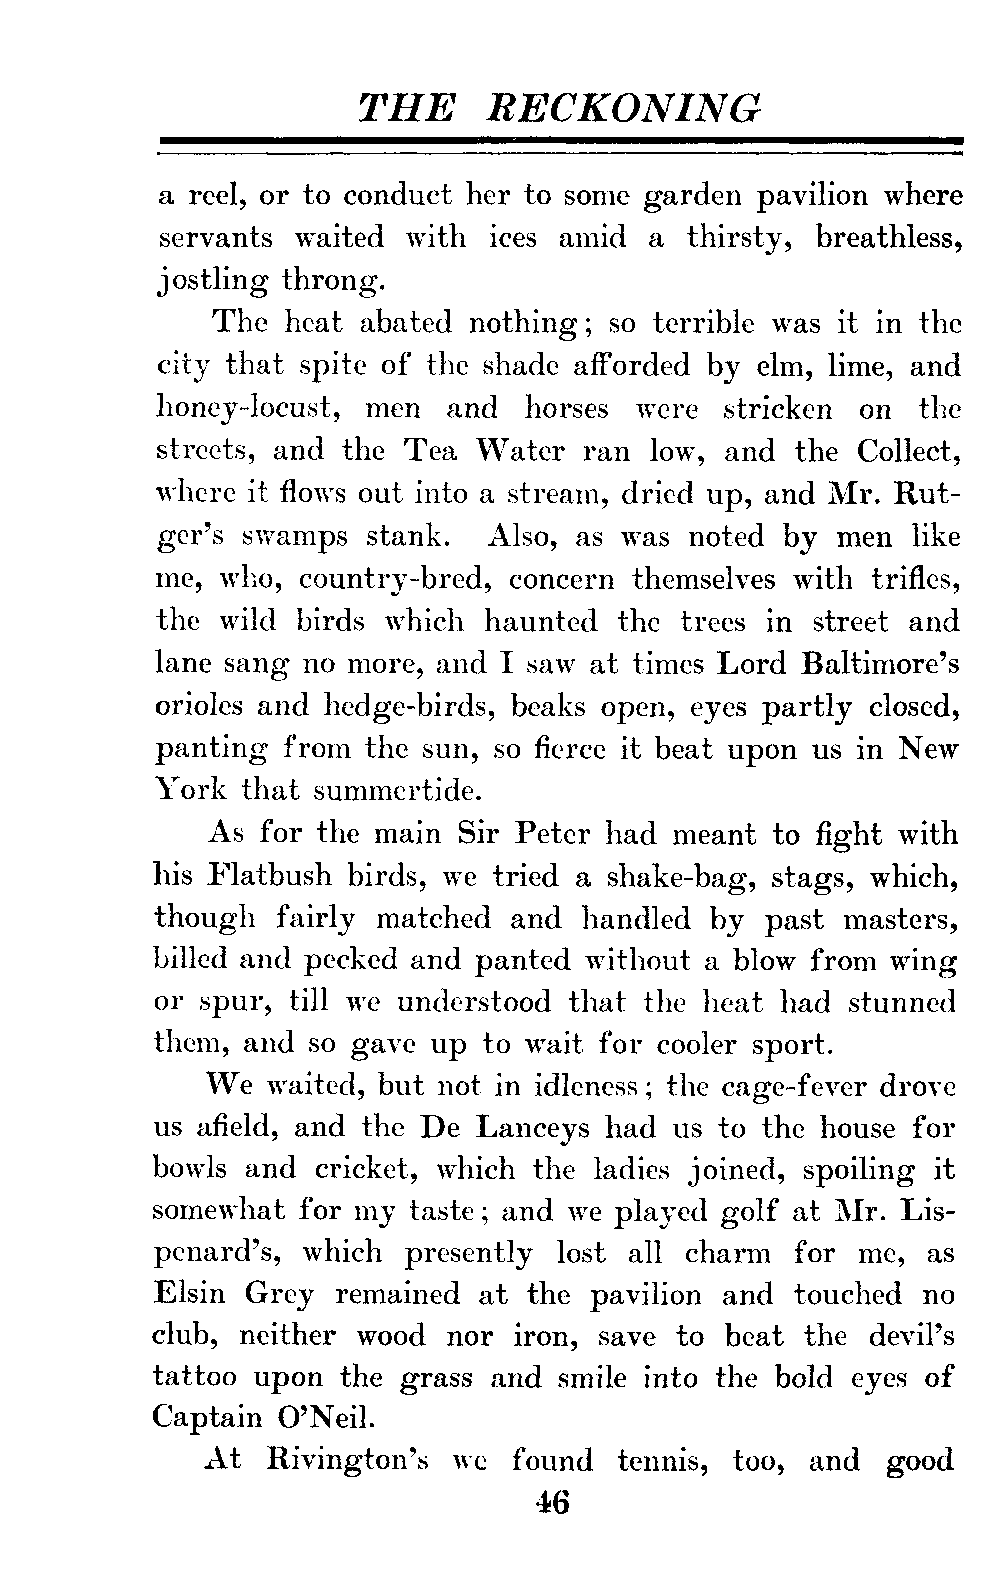 THE RECKONING
a reel, or to conduct her to some garden pavilion where
servants waited with ices amid a thirsty, breathless,
jostling throng.
The heat abated nothing; so terrible was it in the
city that spite of the shade afforded by elm, lime, and
honey-locust, men and horses were stricken on the
streets, and the Tea Water ran low, and the Collect,
where it flows out into a stream, dried up, and Mr. Rut-
ger's swamps stank. Also, as was noted by men like
me, who, country-bred, concern themselves with trifles,
the wild birds which haunted the trees in street and
lane sang no more, and I saw at times Lord Baltimore's
orioles and hedge-birds, beaks open, eyes partly closed,
panting from the sun, so fierce it beat upon us in New
York that summertide.
As for the main Sir Peter had meant to fight with
his Flatbush birds, we tried a shake-bag, stags, which,
though fairly matched and handled by past masters,
billed and pecked and panted without a blow from wing
or spur, till we understood that the heat had stunned
them, and so gave up to wait for cooler sport.
We waited, but not in idleness; the cage-fever drove
us afield, and the De Lanceys had us to the house for
bowls and cricket, which the ladies joined, spoiling it
somewhat for my taste; and we played golf at Mr. Lis-
penard's, which presently lost all charm for me, as
Elsin Grey remained at the pavilion and touched no
club, neither wood nor iron, save to beat the devil's
tattoo upon the grass and smile into the bold eyes of
Captain O'Neil.
At Rivington's we found tennis, too, and good
46